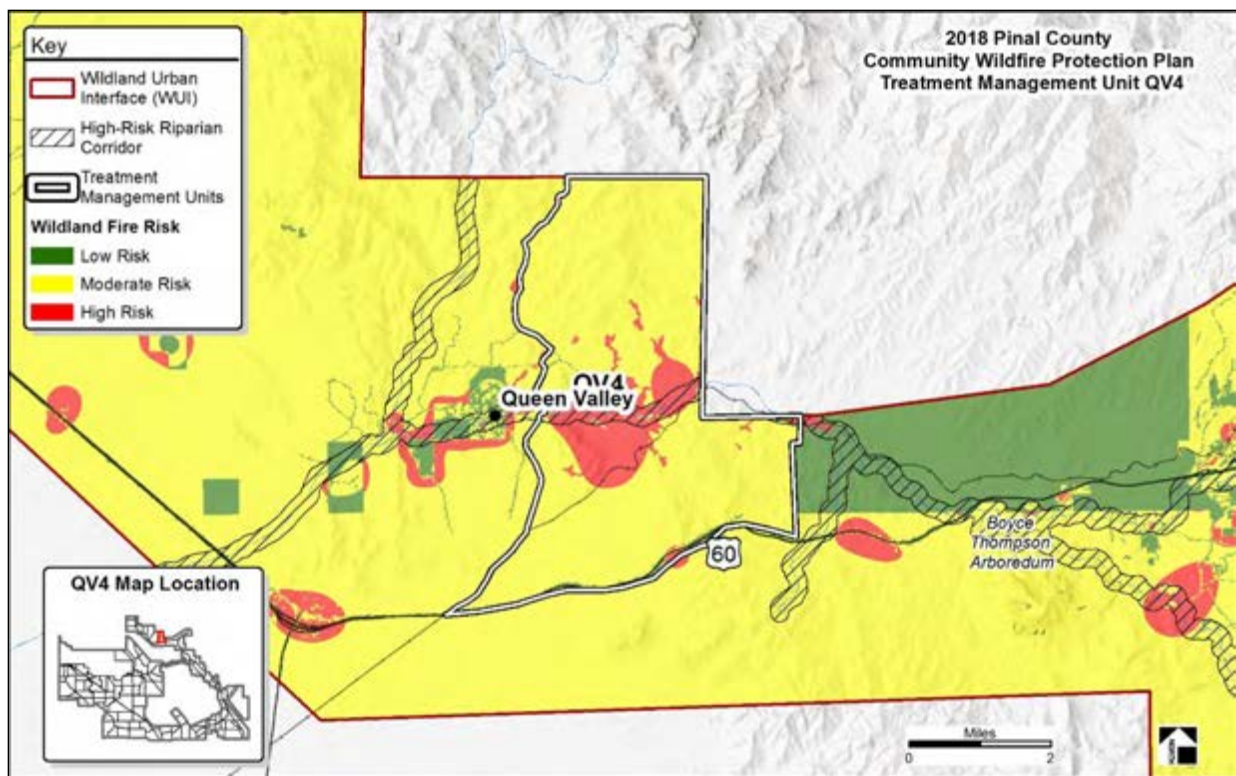 Key
Wildland Urban
Interface (WUI)
High-Risk Riparian
Corridor
Treatment
Management Units
Wildland Fire Risk
Low Risk
Moderate Risk
High Risk
2018 Pinal County
Community Wildfire Protection Plan
Treatment Management Unit QV4
QV4
Queen Valley
60
Boyce
Thompson
Arboredum
QV4 Map Location
Miles
0
2